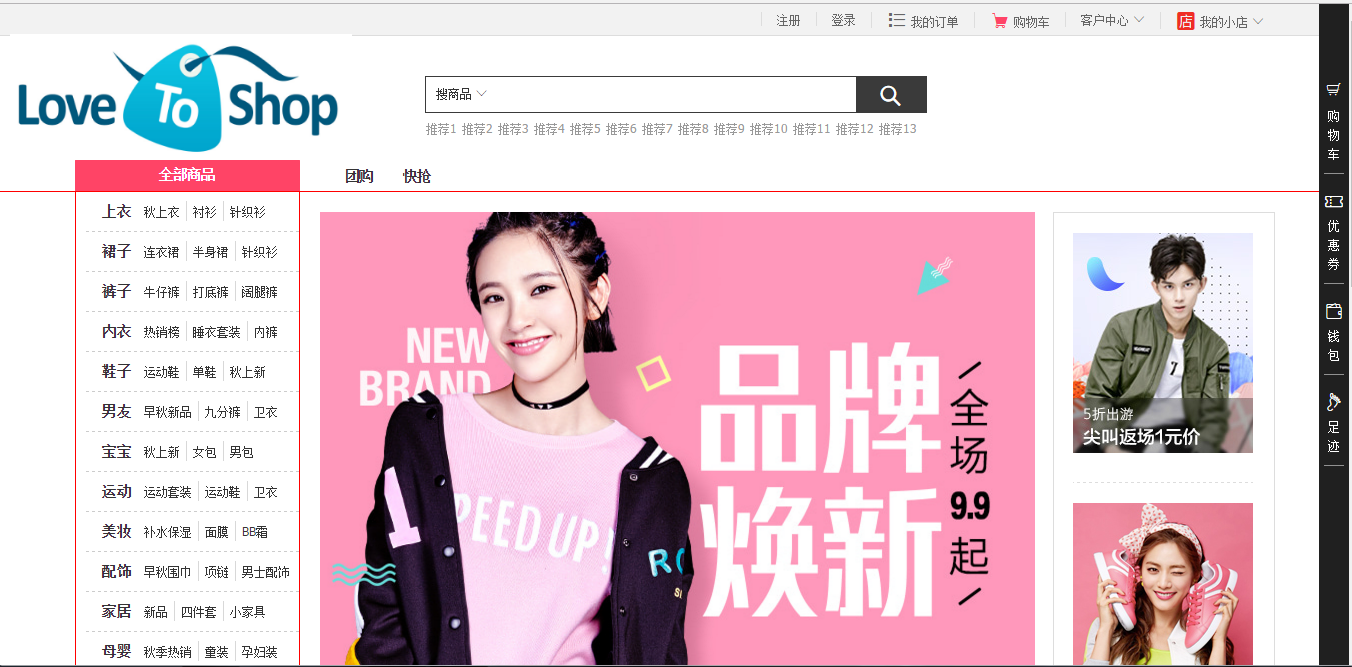 注册 登录 我的订单 购物车 客户中心 店 我的小店
Love To Shop
搜商品
推荐1 推荐2 推荐3 推荐4 推荐5 推荐6 推荐7 推荐8 推荐9 推荐10 推荐11 推荐12 推荐13
全部商品 团购 快抢
上衣 秋上衣 衬衫 针织衫
裙子 连衣裙 半身裙 针织衫
裤子 牛仔裤 打底裤 阔腿裤
内衣 热销榜 睡衣套装 内裤
鞋子 运动鞋 单鞋 秋上新
男友 早秋新品 九分裤 卫衣
宝宝 秋上新 女包 男包
运动 运动套装 运动鞋 卫衣
美妆 补水保湿 面膜 BB霜
配饰 早秋围巾 项链 男士配饰
家居 新品 四件套 小家具
母婴 秋季热销 童装 孕妇装
NEW
BRAND
1
PEED UP!
品牌
焕新
全场9.9起
5折出游
尖叫返场1元价
购物车
优惠券
钱包
足迹